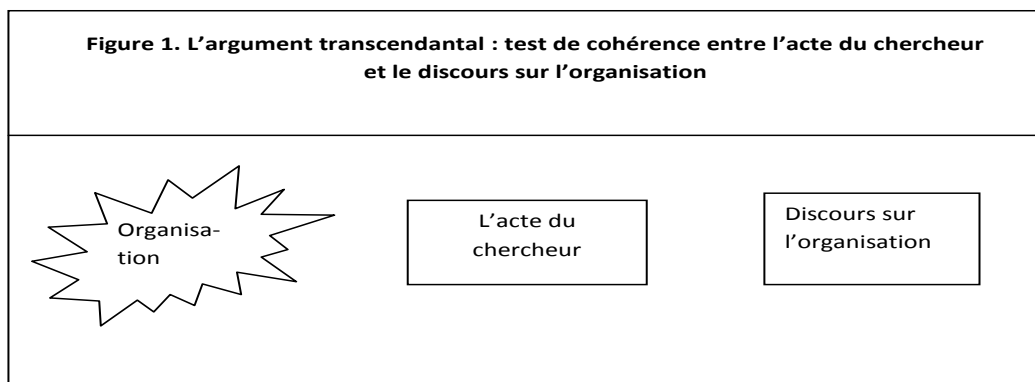 Figure 1. L’argument transcendantal : test de cohérence entre l’acte du chercheur
et le discours sur l’organisation
Organisa-
tion
L’acte du
chercheur
Discours sur
l’organisation